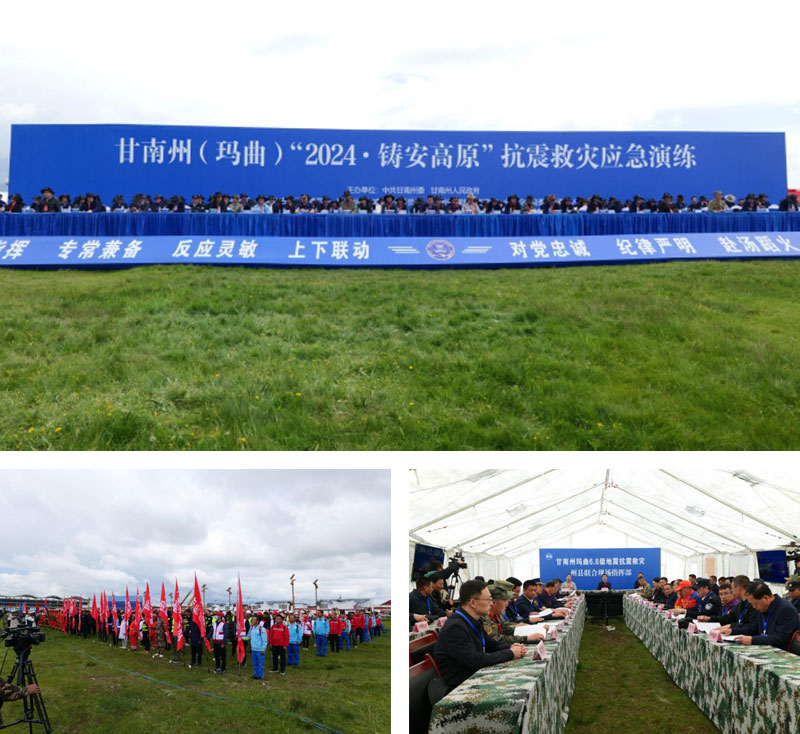 甘南州（玛曲）“2024·铸安高原”抗震救灾应急演练
主办单位：中共甘南州委 甘南州人民政府
指挥 专常兼备 反应灵敏 上下联动 对党忠诚 纪律严明 赴汤蹈火
甘南州玛曲6.8级地震抗震救灾
州县联合现场指挥部